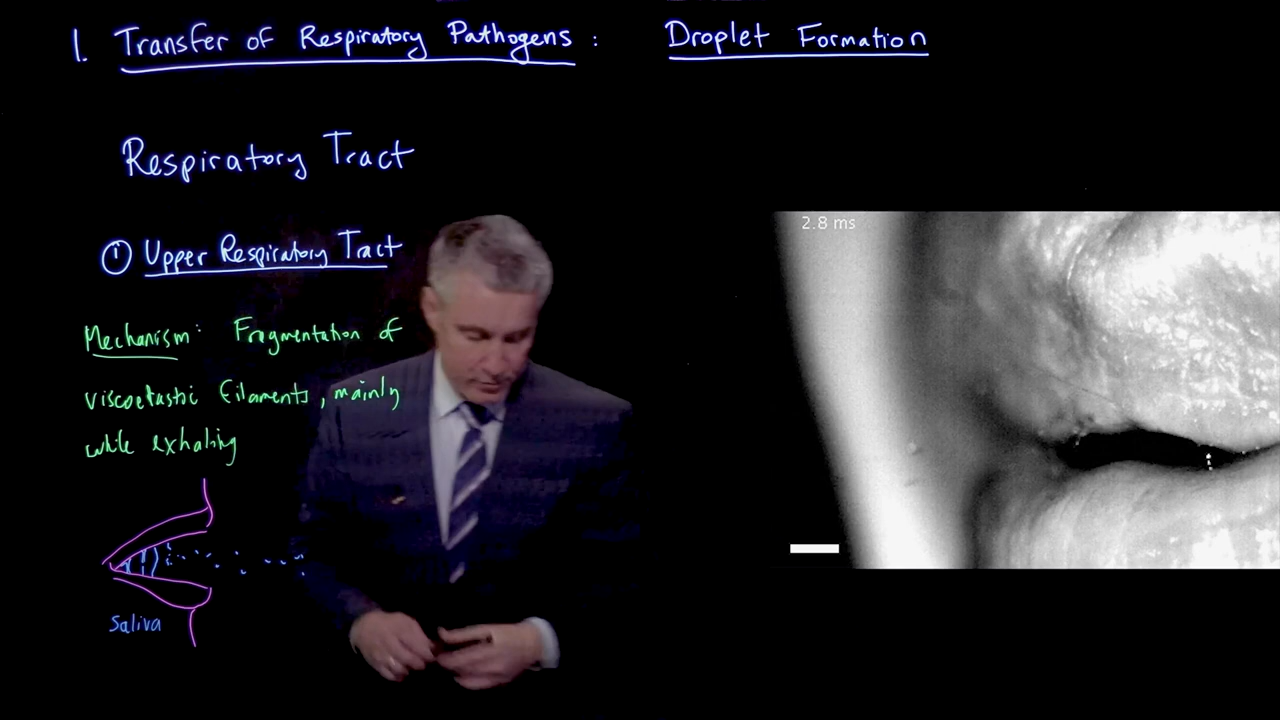 1. Transfer of Respiratory Pathogens : Droplet Formation
Respiratory Tract
① Upper Respiratory Tract
Mechanism: Fragmentation of
viscoelastic filaments, mainly
while exhaling
Saliva
2.8 ms